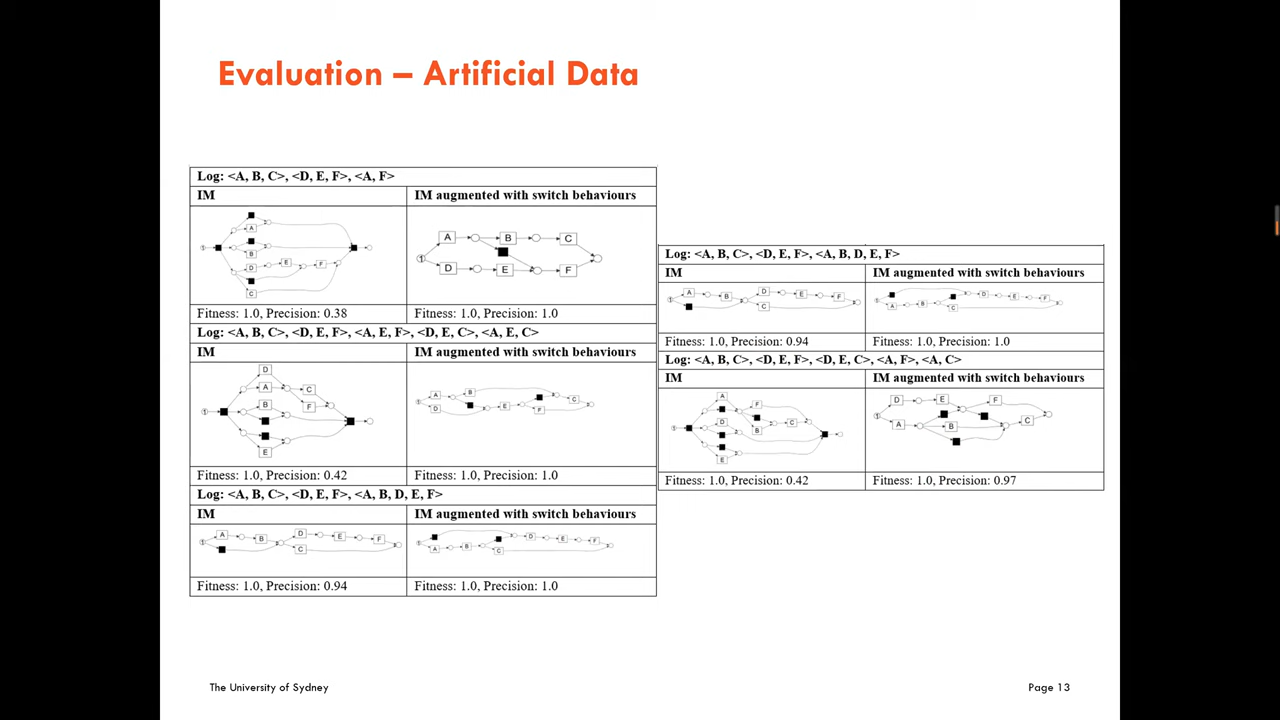 Evaluation – Artificial Data
Log: <A, B, C>, <D, E, F>, <A, F>
IM
IM augmented with switch behaviours
A
B
D
E
F
C
A
B
C
D
E
F
Fitness: 1.0, Precision: 0.38
Fitness: 1.0, Precision: 1.0
Log: <A, B, C>, <D, E, F>, <A, E, F>, <D, E, C>, <A, E, C>
IM
IM augmented with switch behaviours
D
A
C
B
F
E
A
B
D
E
F
C
Fitness: 1.0, Precision: 0.42
Fitness: 1.0, Precision: 1.0
Log: <A, B, C>, <D, E, F>, <A, B, D, E, F>
IM
IM augmented with switch behaviours
A
B
D
E
F
C
A
B
D
E
F
C
Fitness: 1.0, Precision: 0.94
Fitness: 1.0, Precision: 1.0
Log: <A, B, C>, <D, E, F>, <A, B, D, E, F>
IM
IM augmented with switch behaviours
A
B
D
E
F
C
A
B
D
E
F
C
Fitness: 1.0, Precision: 0.94
Fitness: 1.0, Precision: 1.0
Log: <A, B, C>, <D, E, F>, <D, E, C>, <A, F>, <A, C>
IM
IM augmented with switch behaviours
A
F
D
B
C
E
D
E
F
A
B
C
Fitness: 1.0, Precision: 0.42
Fitness: 1.0, Precision: 0.97
The University of Sydney
Page 13